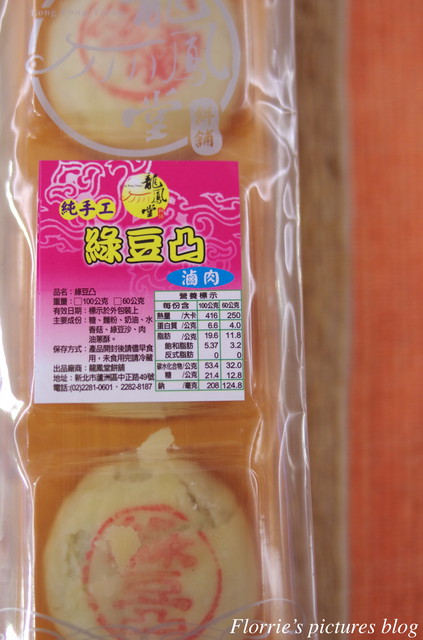 龍鳳堂
餅舖
龍鳳堂
純手工
綠豆凸
滷肉
品名：綠豆凸
重量：□100公克 □60公克
有效日期：標示於外包裝上
主要成份：糖、麵粉、奶油、水
香菇、綠豆沙、肉
油蔥酥。
保存方式：產品開封後請儘早食
用，未食用完請冷藏
出品廠商：龍鳳堂餅舖
地址：新北市蘆洲區中正路49號
電話:(02)2281-0601、2282-8187
營養標示
每份含 100公克 60公克
熱量 /大卡 416 250
蛋白質/公克 6.6 4.0
脂肪 /公克 19.6 11.8
飽和脂肪 5.37 3.2
反式脂肪 0 0
碳水化合物/公克 53.4 32.0
糖 /公克 21.4 12.8
鈉 /毫克 208 124.8
綠豆凸
Florrie's pictures blog